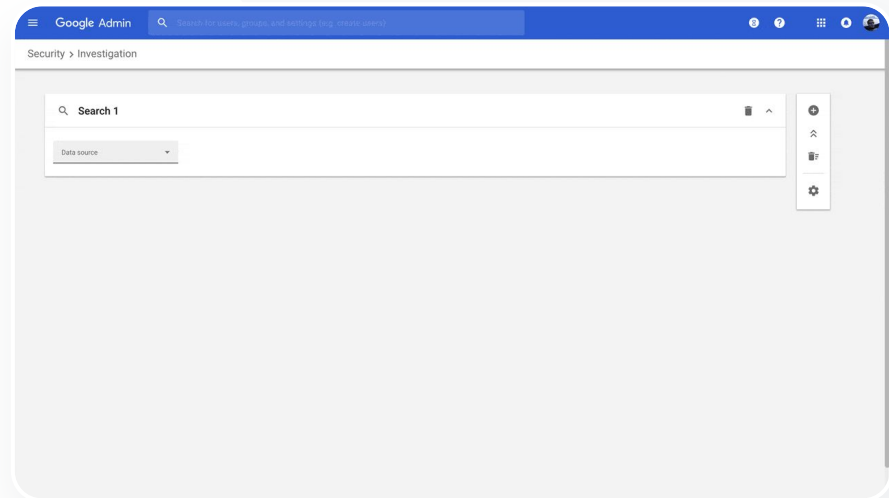 Google Admin
Search for users, groups, and settings (e.g. create users)
Security > Investigation
Search 1
Data source